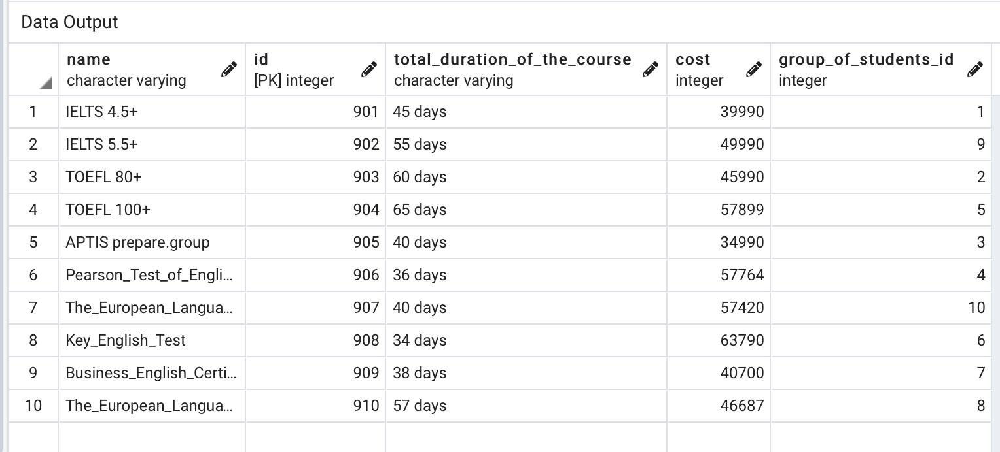 Data Output
name id total_duration_of_the_course cost group_of_students_id
character varying [PK] integer character varying integer integer
1 IELTS 4.5+ 901 45 days 39990 1
2 IELTS 5.5+ 902 55 days 49990 9
3 TOEFL 80+ 903 60 days 45990 2
4 TOEFL 100+ 904 65 days 57899 5
5 APTIS prepare.group 905 40 days 34990 3
6 Pearson_Test_of_Engli... 906 36 days 57764 4
7 The_European_Langua... 907 40 days 57420 10
8 Key_English_Test 908 34 days 63790 6
9 Business_English_Certi... 909 38 days 40700 7
10 The_European_Langua... 910 57 days 46687 8